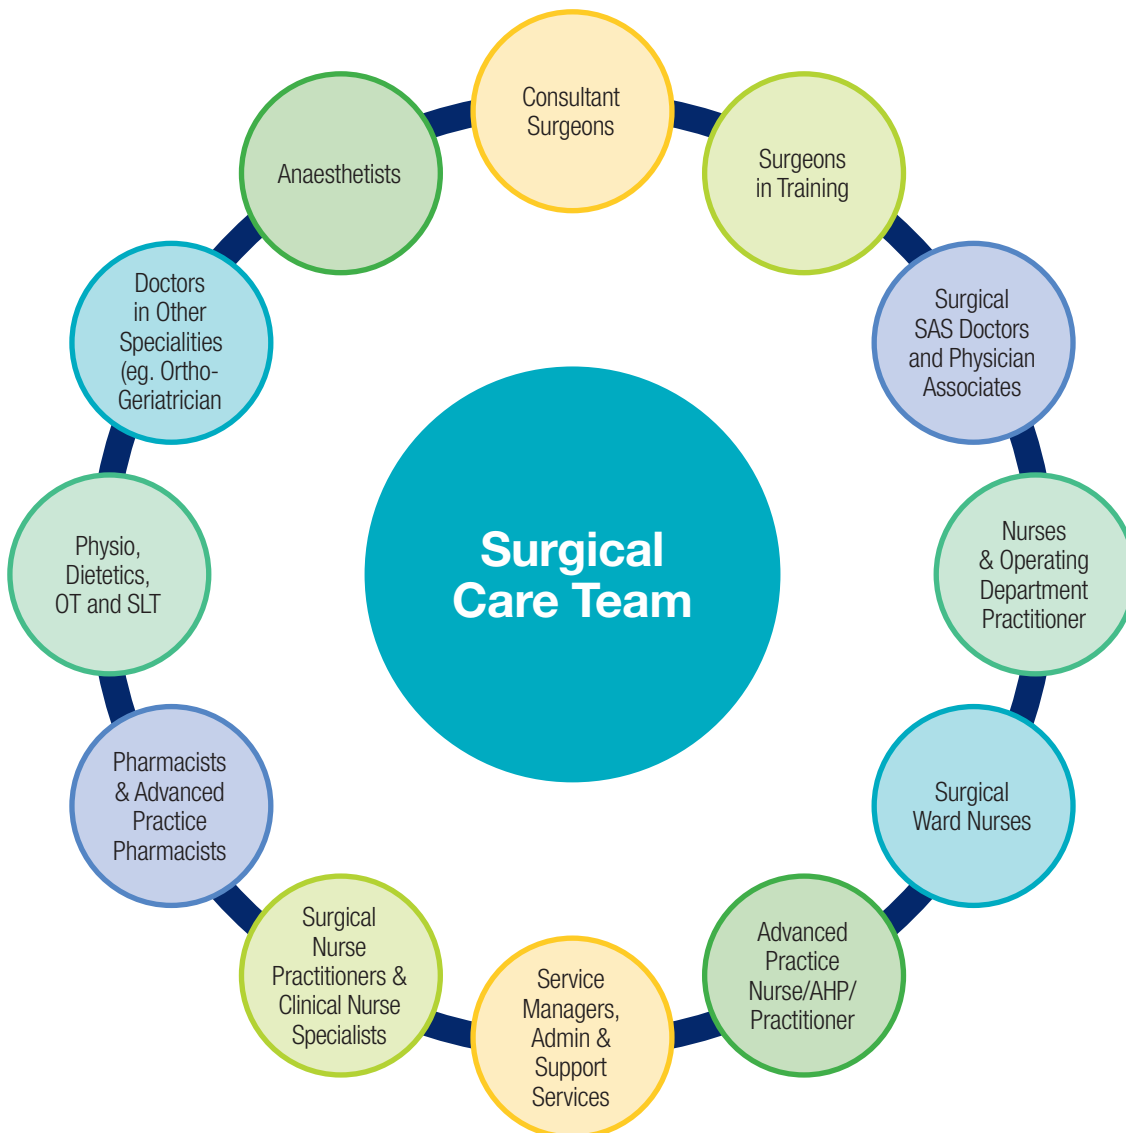 Consultant
Surgeons
Surgeons
in Training
Surgical
SAS Doctors
and Physician
Associates
Nurses
& Operating
Department
Practitioner
Surgical
Ward Nurses
Advanced
Practice
Nurse/AHP/
Practitioner
Service
Managers,
Admin &
Support
Services
Surgical
Nurse
Practitioners &
Clinical Nurse
Specialists
Pharmacists
& Advanced
Practice
Pharmacists
Physio,
Dietetics,
OT and SLT
Doctors
in Other
Specialities
(eg. Ortho-
Geriatrician
Anaesthetists
Surgical
Care Team